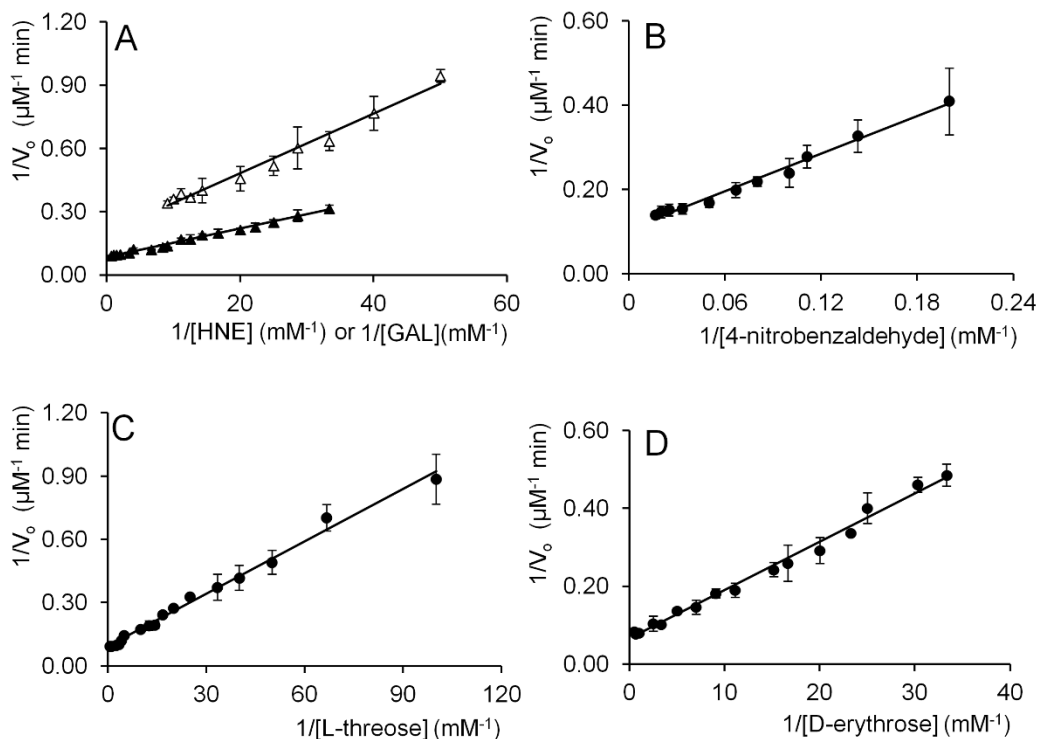 A
1/V₀ (µM⁻¹ min)
1.20
0.90
0.60
0.30
0.00
0 20 40 60
1/[HNE] (mM⁻¹) or 1/[GAL](mM⁻¹)
B
1/V₀ (µM⁻¹ min)
0.60
0.40
0.20
0.00
0 0.06 0.12 0.18 0.24
1/[4-nitrobenzaldehyde] (mM⁻¹)
C
1/V₀ (µM⁻¹ min)
1.20
0.90
0.60
0.30
0.00
0 30 60 90 120
1/[L-threose] (mM⁻¹)
D
1/V₀ (µM⁻¹ min)
0.60
0.40
0.20
0.00
0 10 20 30 40
1/[D-erythrose] (mM⁻¹)